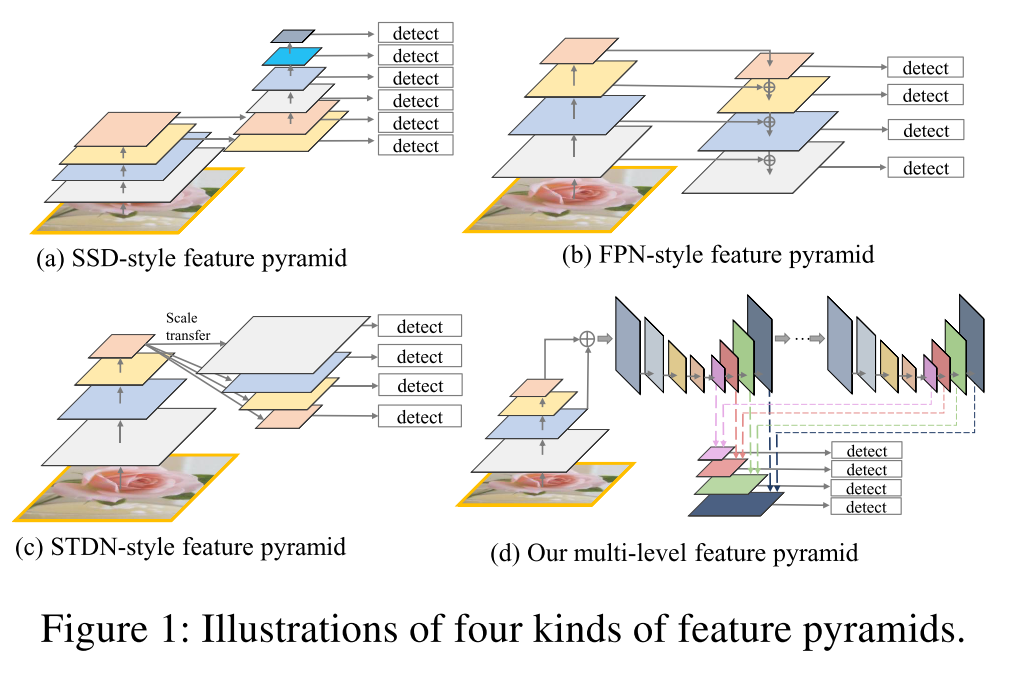 detect
detect
detect
detect
detect
detect
(a) SSD-style feature pyramid
detect
detect
detect
detect
(b) FPN-style feature pyramid
Scale
transfer
detect
detect
detect
detect
(c) STDN-style feature pyramid
...
detect
detect
detect
detect
(d) Our multi-level feature pyramid
Figure 1: Illustrations of four kinds of feature pyramids.